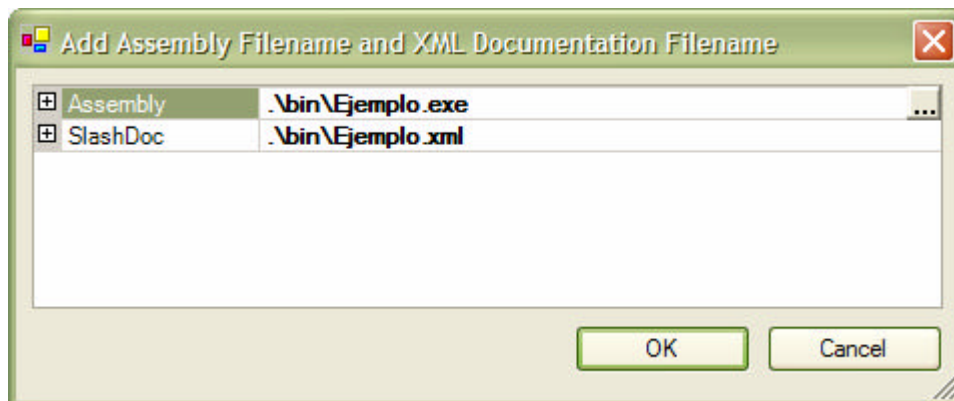 Add Assembly Filename and XML Documentation Filename
Assembly .\bin\Ejemplo.exe ...
SlashDoc .\bin\Ejemplo.xml
OK Cancel